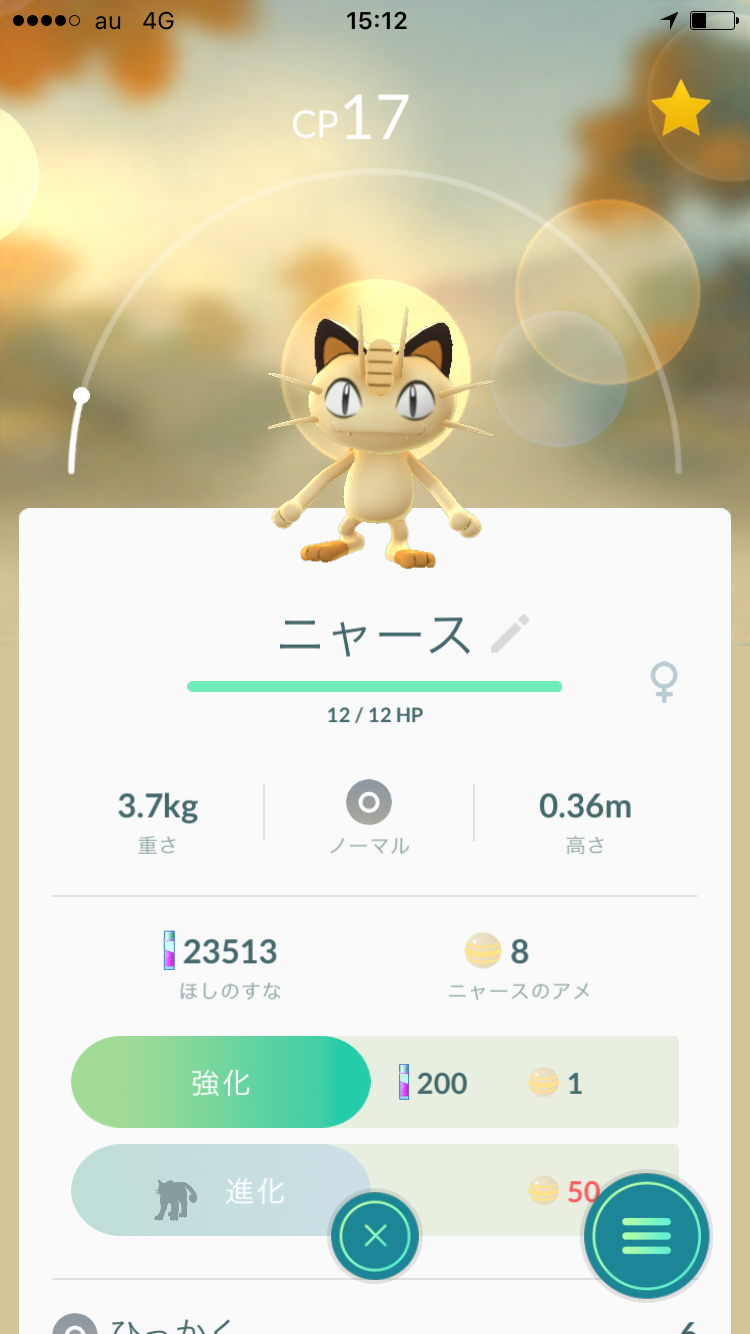 au 4G 15:12
CP17
ニャース
12 / 12 HP
3.7kg
重さ
ノーマル
0.36m
高さ
23513
ほしのすな
8
ニャースのアメ
強化 200 1
進化 50
ひっかく 6